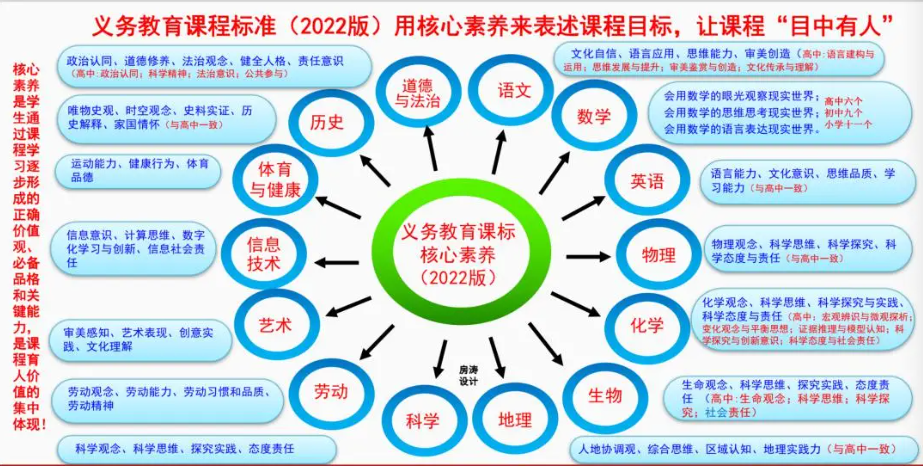 义务教育课程标准（2022版）用核心素养来表述课程目标，让课程“目中有人”
核心
素养
是学
生通
过课
程学
习逐
步形
成的
正确
价值
观、
必备
品格
和关
键能
力，
是课
程育
人价
值的
集中
体现！
政治认同、道德修养、法治观念、健全人格、责任意识
（高中：政治认同；科学精神；法治意识；公共参与）
唯物史观、时空观念、史料实证、历
史解释、家国情怀（与高中一致）
运动能力、健康行为、体育
品德
信息意识、计算思维、数字
化学习与创新、信息社会责
任
审美感知、艺术表现、创意实
践、文化理解
劳动观念、劳动能力、劳动习惯和品质、
劳动精神
科学观念、科学思维、探究实践、态度责任
道德
与法治
历史
体育
与健康
信息
技术
艺术
劳动
科学
义务教育课标
核心素养
（2022版）
房涛
设计
语文
数学
英语
物理
化学
生物
地理
文化自信、语言应用、思维能力、审美创造（高中：语言建构与
运用；思维发展与提升；审美鉴赏与创造；文化传承与理解）
会用数学的眼光观察现实世界；
会用数学的思维思考现实世界；
会用数学的语言表达现实世界。
高中六个
初中九个
小学十一个
语言能力、文化意识、思维品质、学
习能力（与高中一致）
物理观念、科学思维、科学探究、科
学态度与责任（与高中一致）
化学观念、科学思维、科学探究与实践、
科学态度与责任（高中：宏观辨识与微观探析；
变化观念与平衡思想；证据推理与模型认知；科
学探究与创新意识；科学态度与社会责任）
生命观念、科学思维、探究实践、态度责
任 （高中：生命观念；科学思维；科学探
究；社会责任）
人地协调观、综合思维、区域认知、地理实践力（与高中一致）